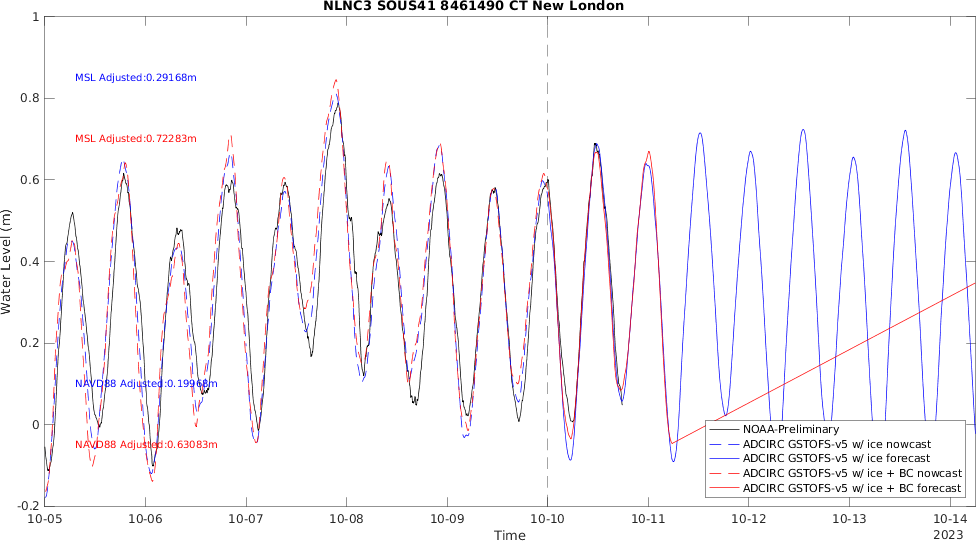 NLNC3 SOUS41 8461490 CT New London
1
MSL Adjusted:0.29168m
0.8
MSL Adjusted:0.72283m
0.6
Water Level (m)
0.4
0.2
NAVD88 Adjusted:0.19968m
0
NAVD88 Adjusted:0.63083m
NOAA-Preliminary
ADCIRC GSTOFS-v5 w/ ice nowcast
ADCIRC GSTOFS-v5 w/ ice forecast
ADCIRC GSTOFS-v5 w/ ice + BC nowcast
ADCIRC GSTOFS-v5 w/ ice + BC forecast
-0.2
10-05 10-06 10-07 10-08 10-09 10-10 10-11 10-12 10-13 10-14
Time
2023